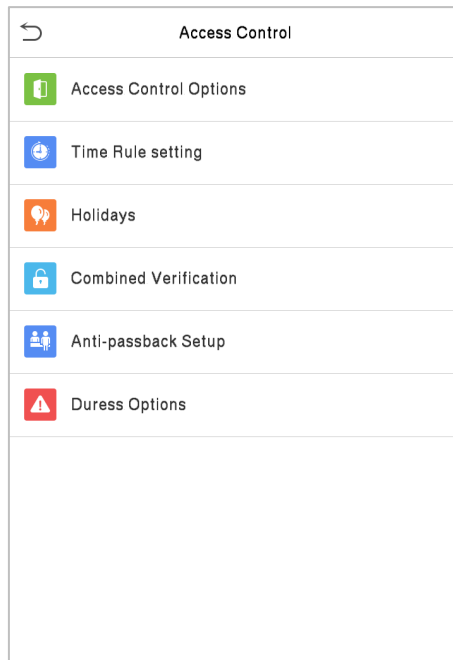 Access Control
Access Control Options
Time Rule setting
Holidays
Combined Verification
Anti-passback Setup
Duress Options